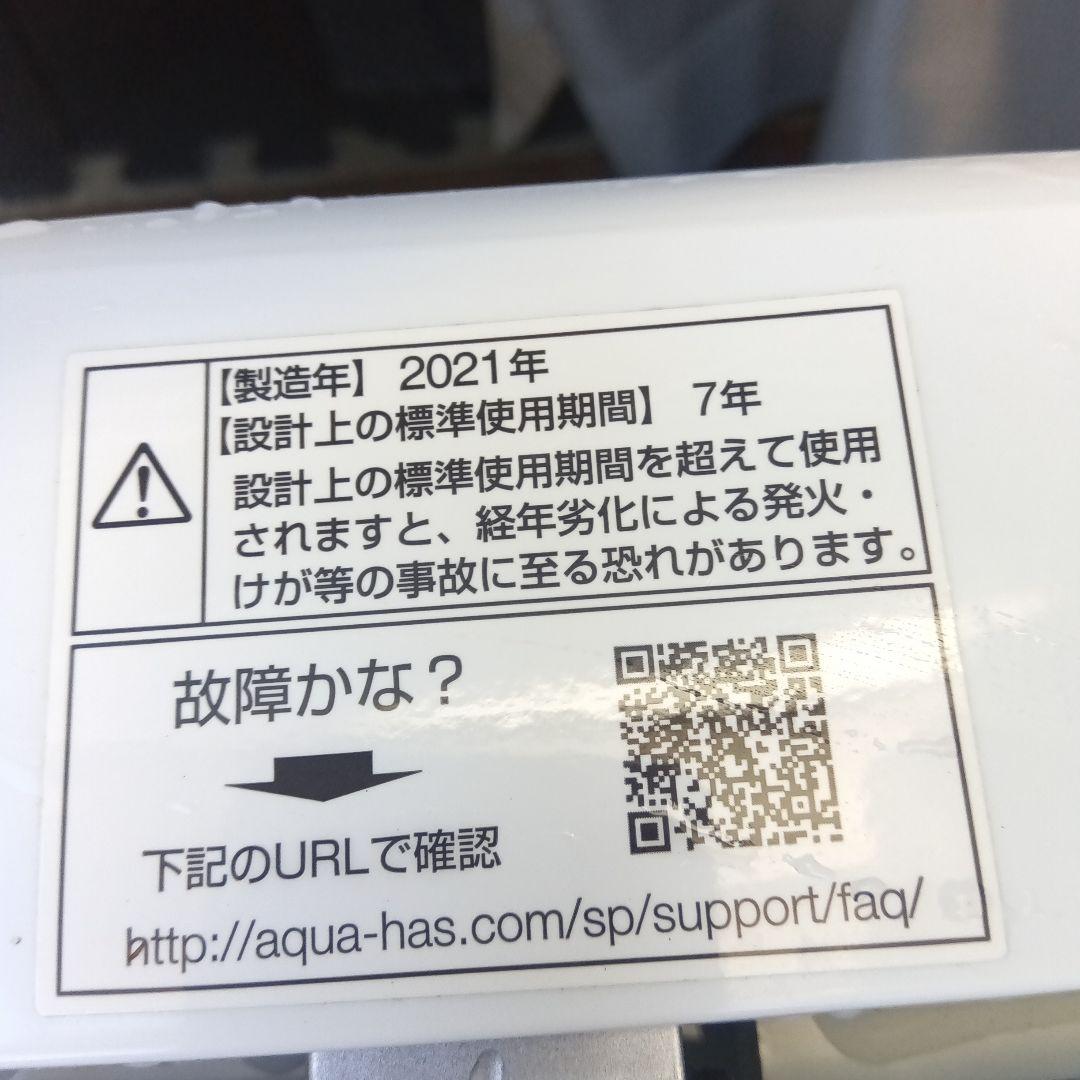 【製造年】 2021年
【設計上の標準使用期間】 7年
設計上の標準使用期間を超えて使用
されますと、経年劣化による発火・
けが等の事故に至る恐れがあります。
故障かな？
下記のURLで確認
http://aqua-has.com/sp/support/faq/